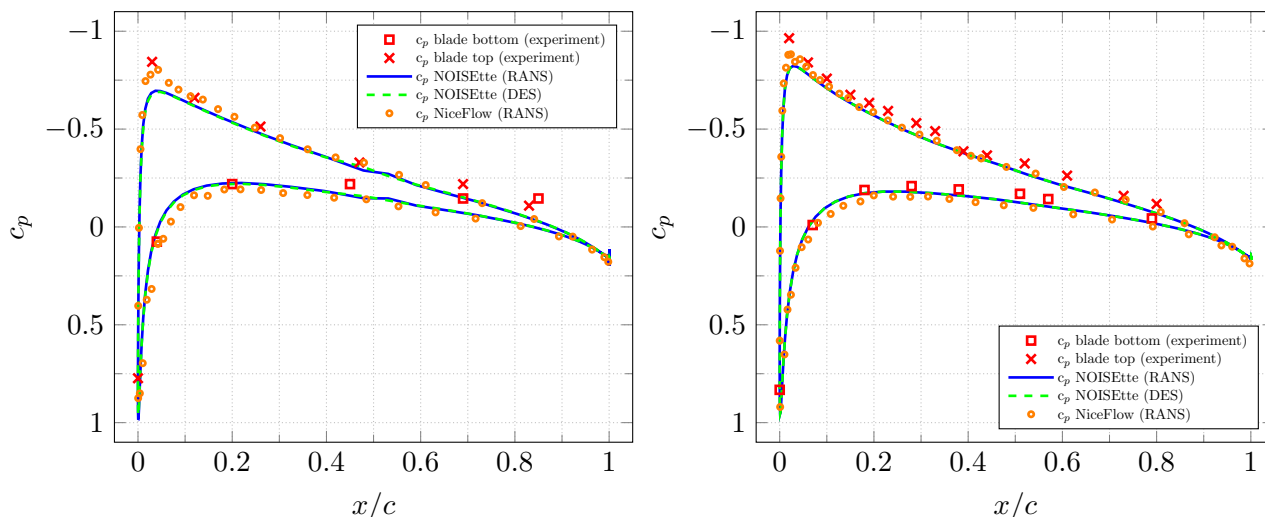 −1
−0.5
0
0.5
1
c_p
0
0.2
0.4
0.6
0.8
1
x/c
c_p blade bottom (experiment)
c_p blade top (experiment)
c_p NOISEtte (RANS)
c_p NOISEtte (DES)
c_p NiceFlow (RANS)
−1
−0.5
0
0.5
1
c_p
0
0.2
0.4
0.6
0.8
1
x/c
c_p blade bottom (experiment)
c_p blade top (experiment)
c_p NOISEtte (RANS)
c_p NOISEtte (DES)
c_p NiceFlow (RANS)